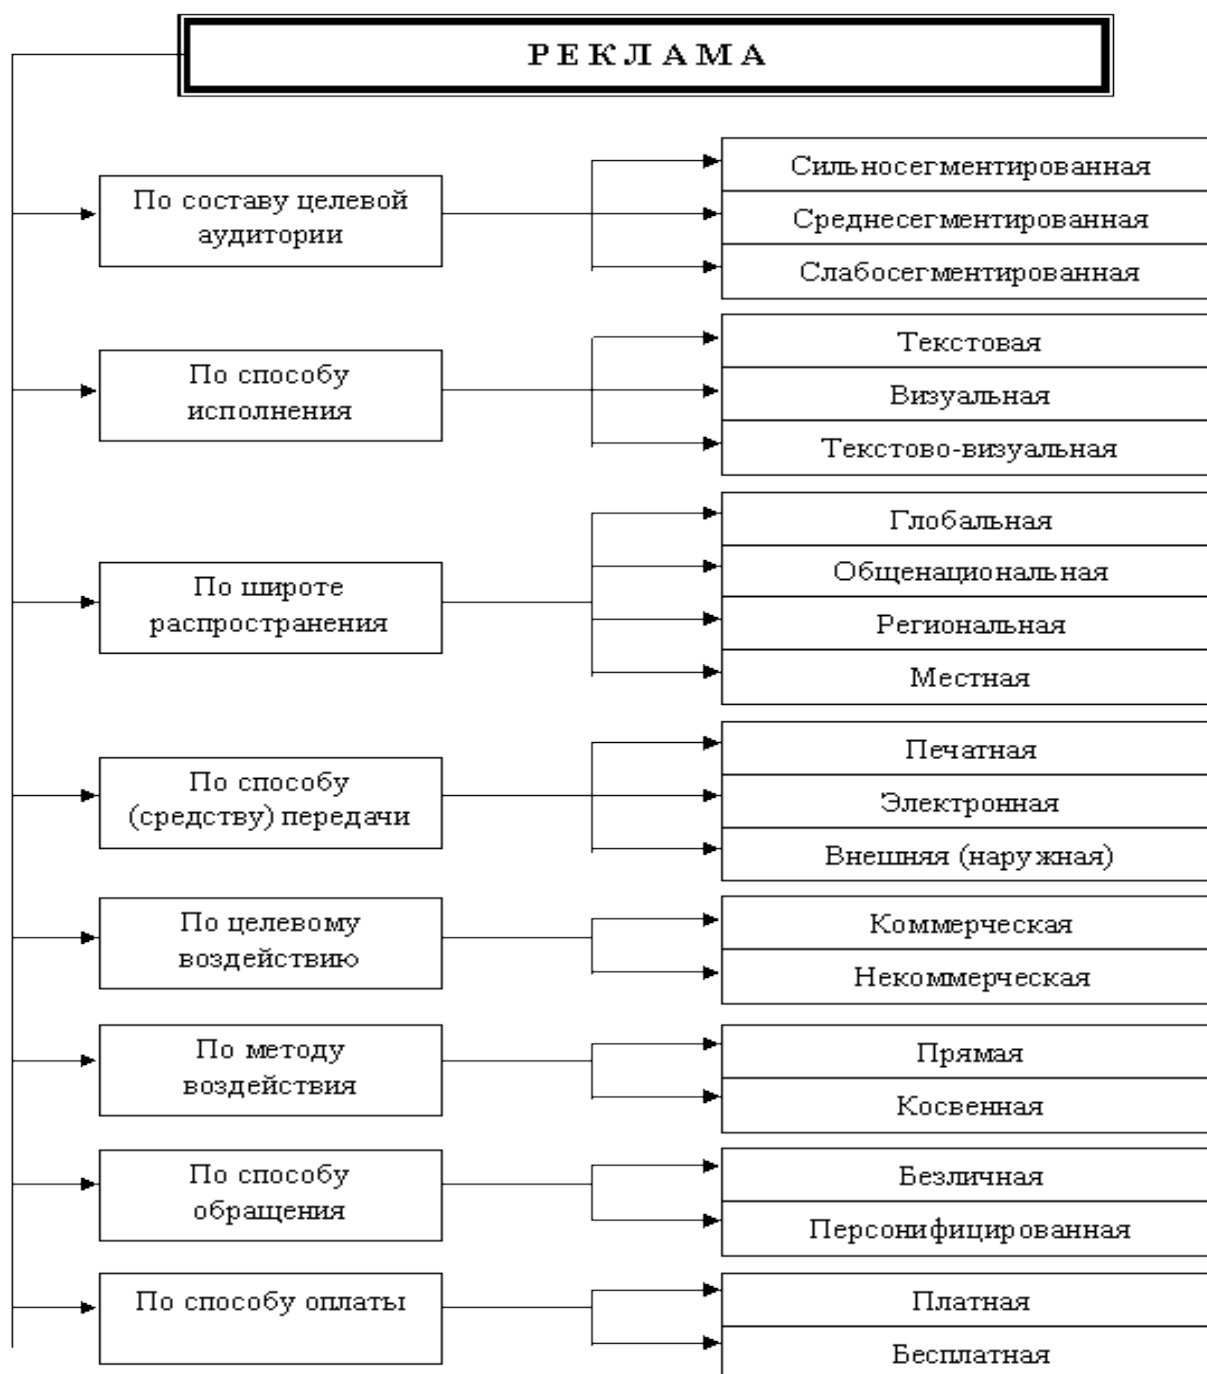 РЕКЛАМА
По составу целевой
аудитории
Сильносегментированная
Среднесегментированная
Слабосегментированная
По способу
исполнения
Текстовая
Визуальная
Текстово-визуальная
По широте
распространения
Глобальная
Общенациональная
Региональная
Местная
По способу
(средству) передачи
Печатная
Электронная
Внешняя (наружная)
По целевому
воздействию
Коммерческая
Некоммерческая
По методу
воздействия
Прямая
Косвенная
По способу
обращения
Безличная
Персонифицированная
По способу оплаты
Платная
Бесплатная